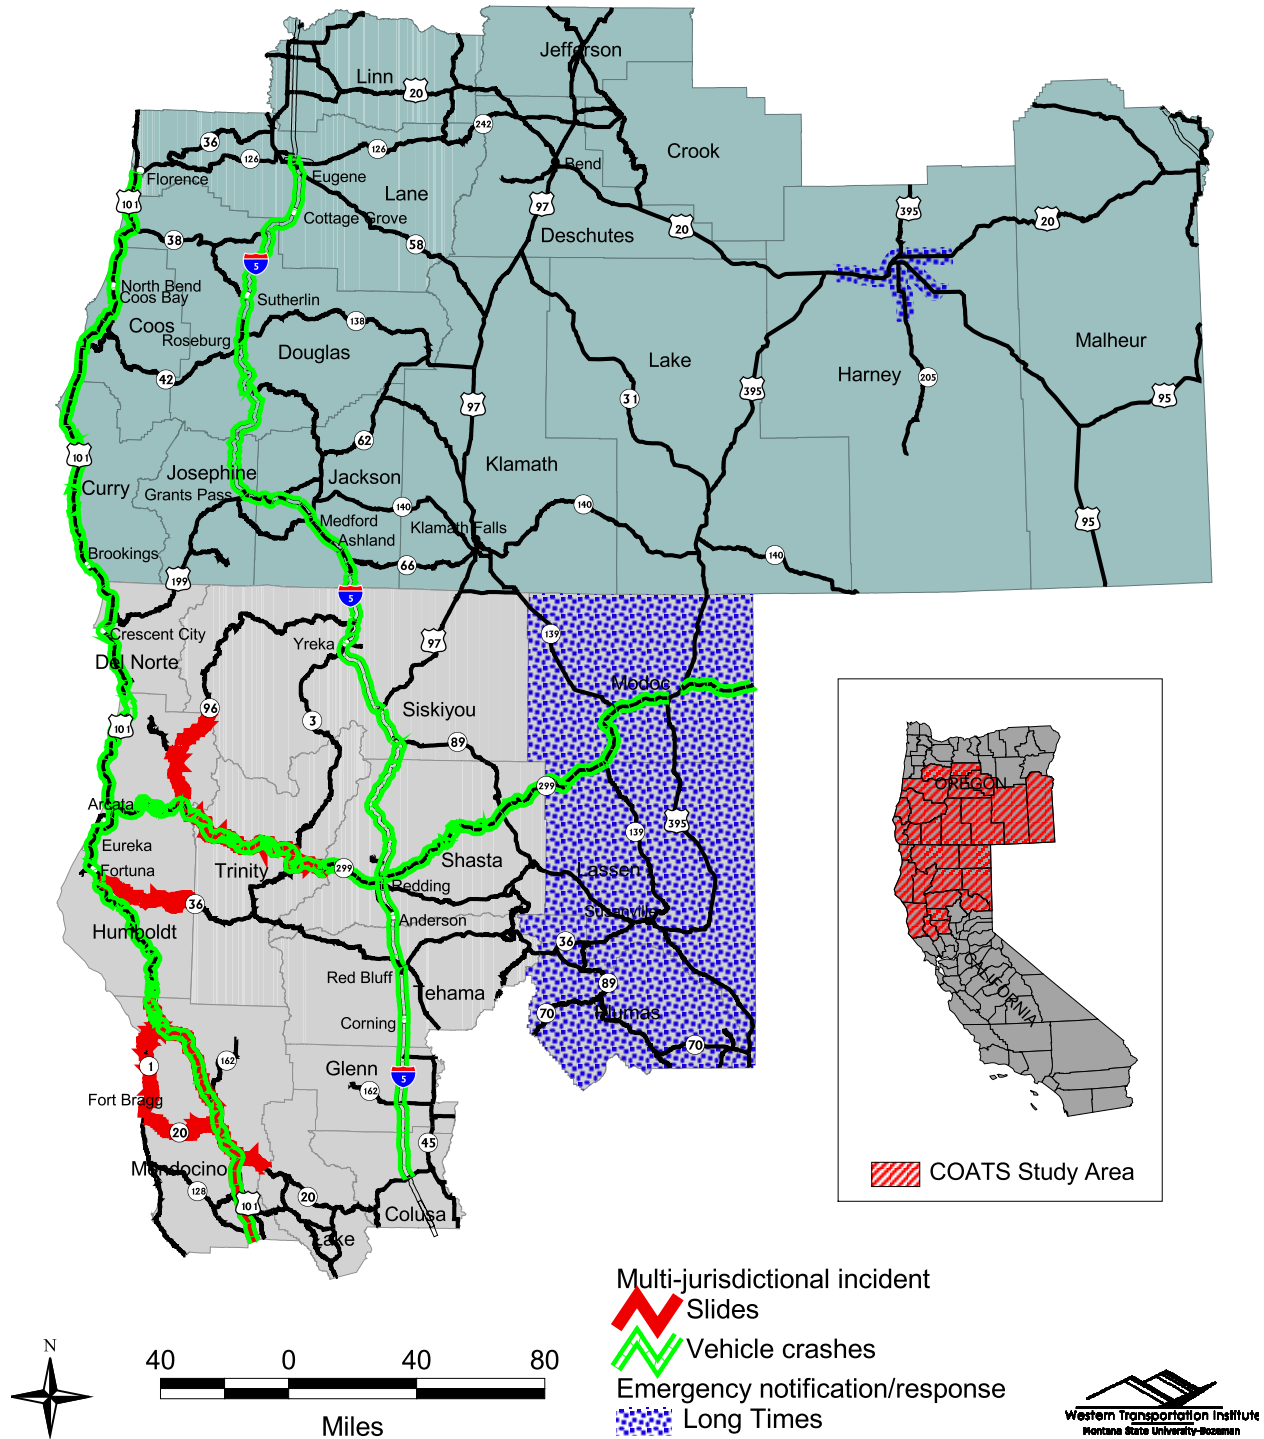 Jefferson
Linn
20
242
36
126
126
Crook
Bend
Florence
Eugene
Lane
101
97
395
20
Cottage Grove
20
38
58
Deschutes
5
North Bend
Coos Bay
Sutherlin
Coos
138
Roseburg
Douglas
Malheur
Lake
Harney
205
42
395
95
97
31
62
101
Klamath
Josephine
Jackson
Curry
Grants Pass
140
140
Medford
95
Klamath Falls
Ashland
Brookings
140
66
199
5
Crescent City
139
Yreka
97
Del Norte
Modoc
96
Siskiyou
3
101
89
299
Arcata
395
139
Eureka
Shasta
Fortuna
Trinity
299
Lassen
Redding
36
Susanville
Anderson
Humboldt
36
Red Bluff
89
Tehama
70
Plumas
Corning
70
1
162
Glenn
5
162
Fort Bragg
20
45
Mendocino
128
20
101
Colusa
Lake
OREGON
CALIFORNIA
COATS Study Area
Multi-jurisdictional incident
Slides
Vehicle crashes
Emergency notification/response
Long Times
N
40 0 40 80
Miles
Western Transportation Institute
Montana State University-Bozeman